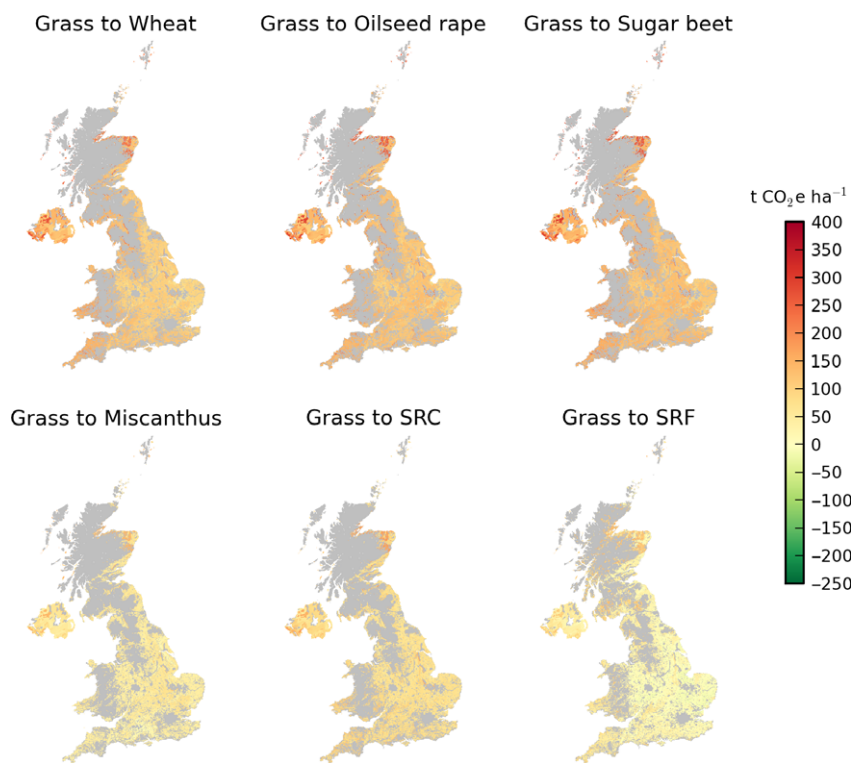 Grass to Wheat
Grass to Oilseed rape
Grass to Sugar beet
t CO₂e ha⁻¹
400
350
300
250
200
150
100
50
0
−50
−100
−150
−200
−250
Grass to Miscanthus
Grass to SRC
Grass to SRF